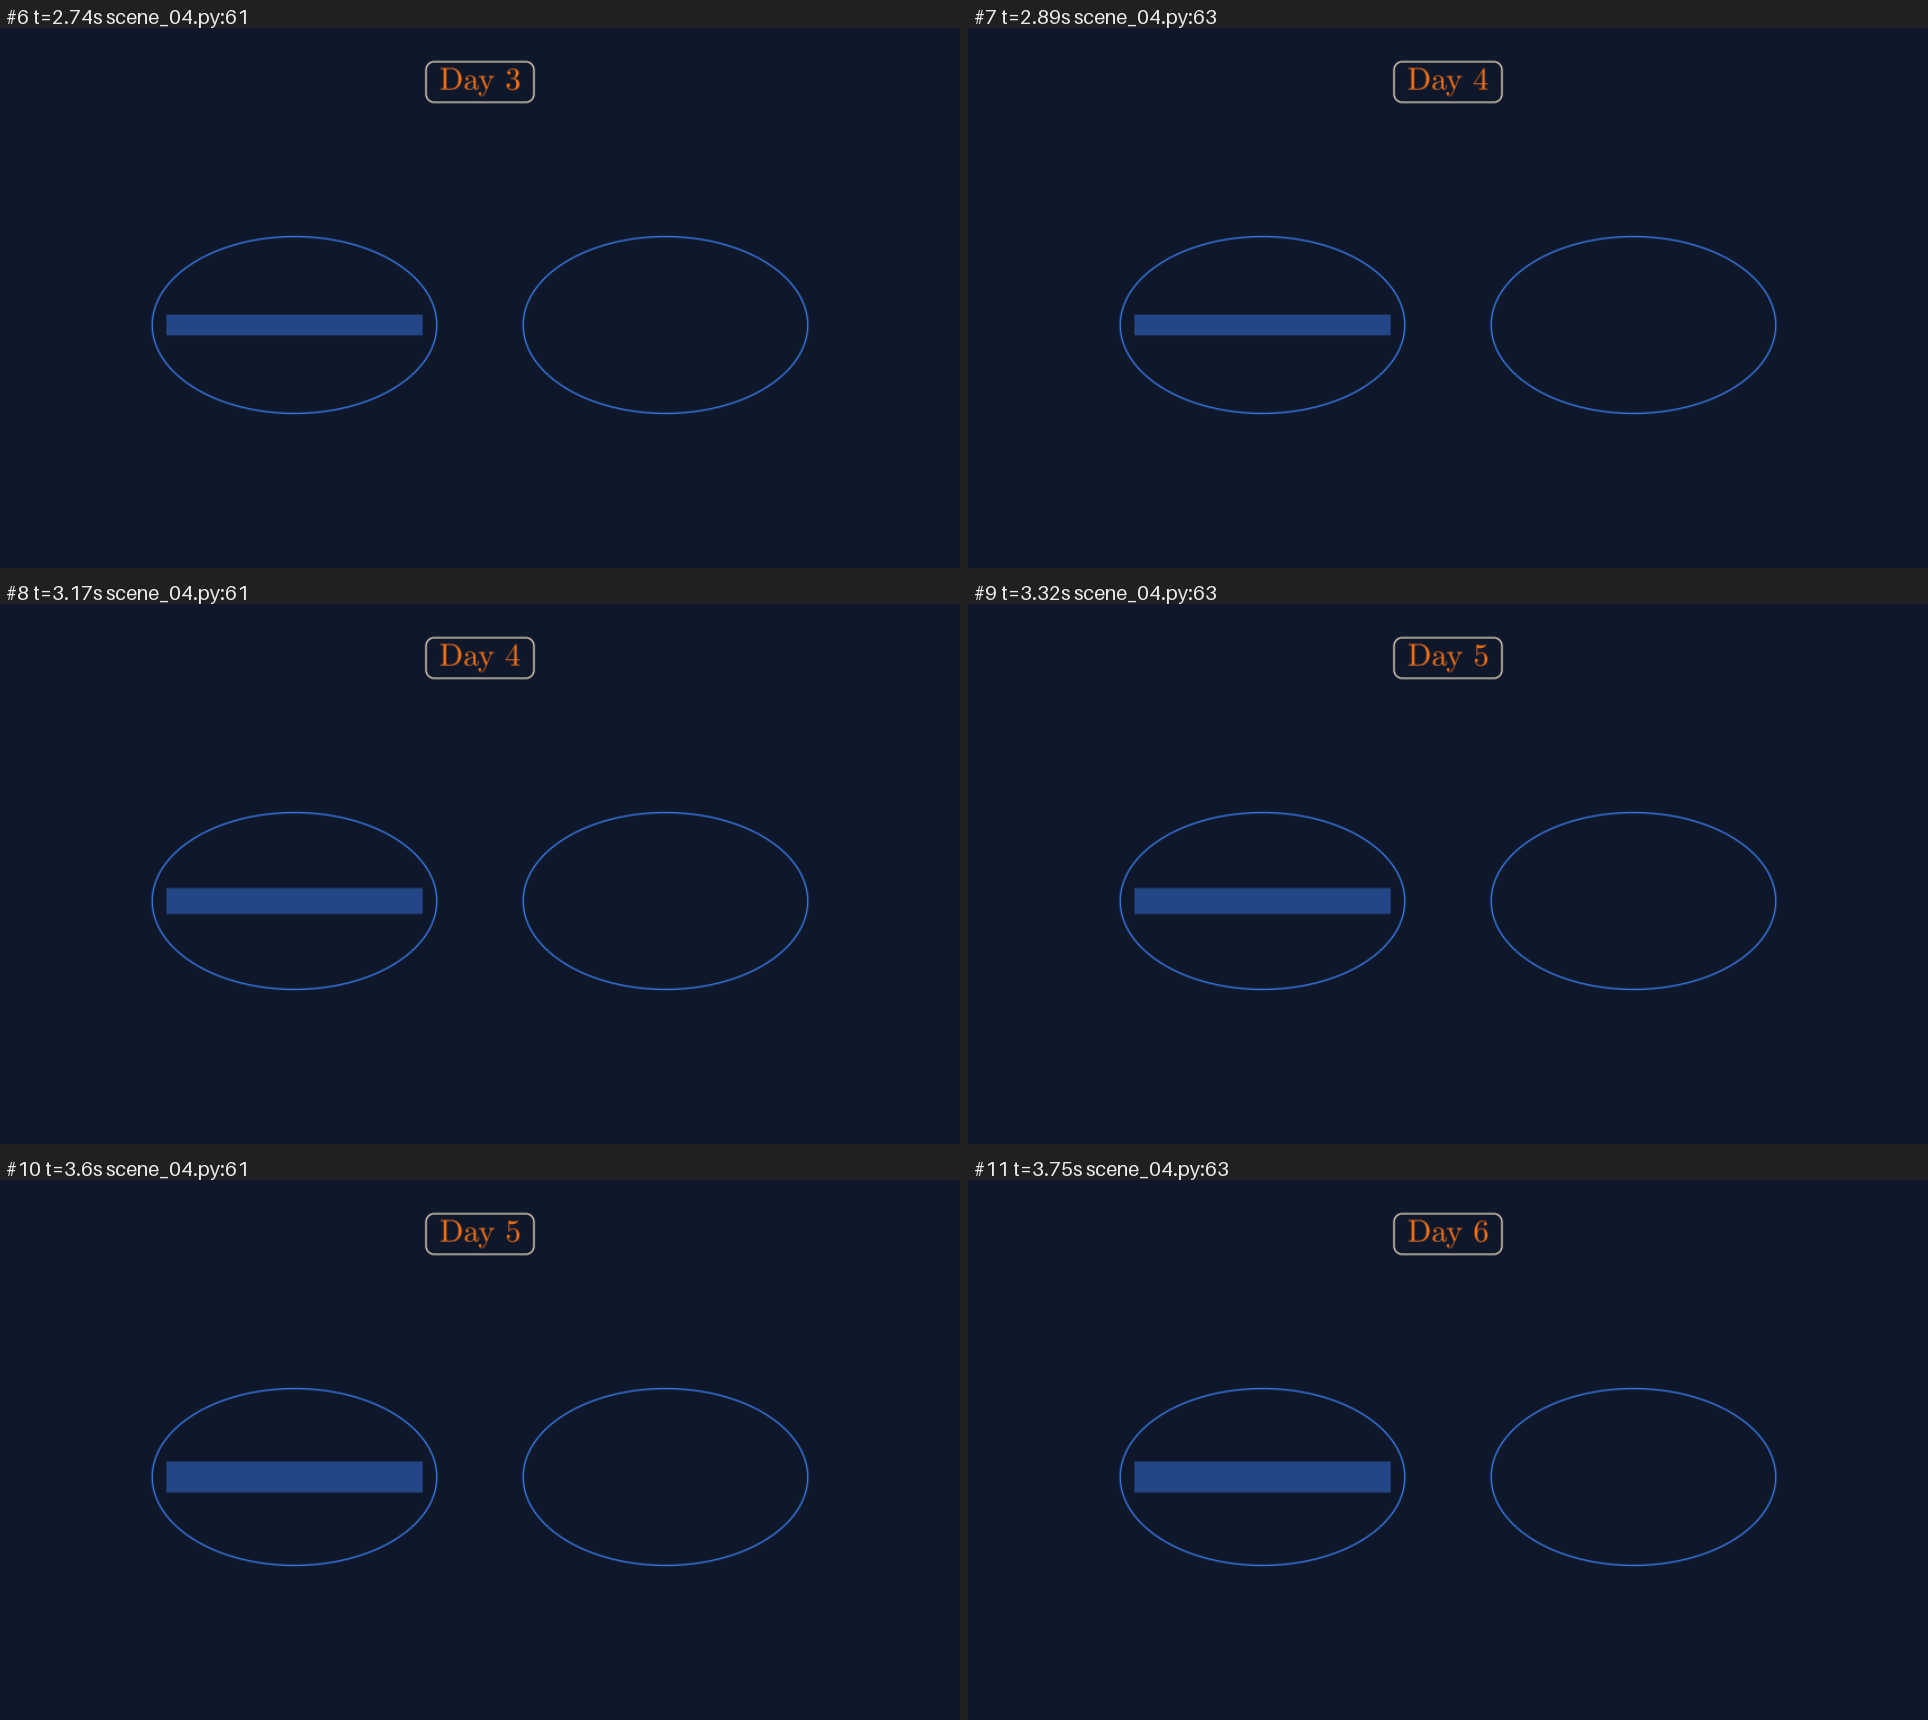 #6 t=2.74s scene_04.py:61
Day 3
#7 t=2.89s scene_04.py:63
Day 4
#8 t=3.17s scene_04.py:61
Day 4
#9 t=3.32s scene_04.py:63
Day 5
#10 t=3.6s scene_04.py:61
Day 5
#11 t=3.75s scene_04.py:63
Day 6